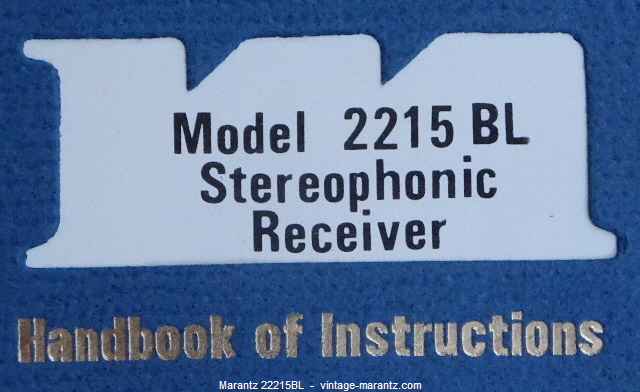 Model 2215 BL
Stereophonic
Receiver
Handbook of Instructions
Marantz 22215BL - vintage-marantz.com